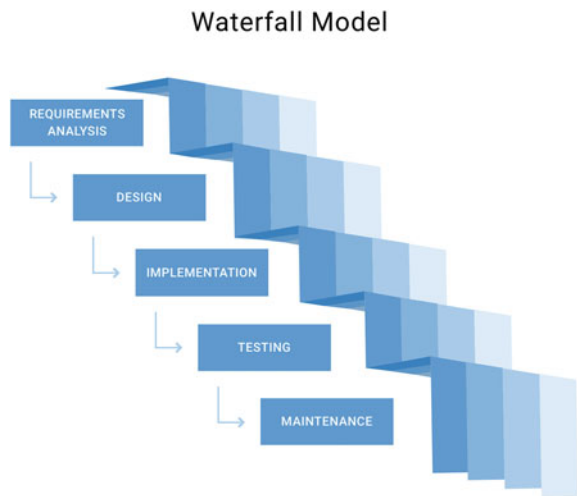 Waterfall Model
REQUIREMENTS
ANALYSIS
DESIGN
IMPLEMENTATION
TESTING
MAINTENANCE